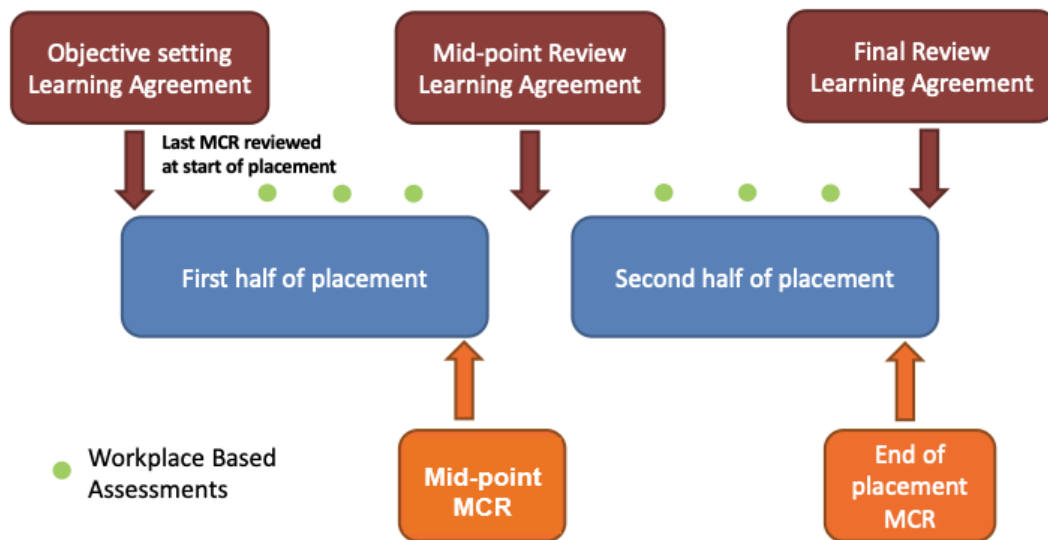 Objective setting
Learning Agreement
Mid-point Review
Learning Agreement
Final Review
Learning Agreement
Last MCR reviewed
at start of placement
First half of placement
Second half of placement
Workplace Based
Assessments
Mid-point
MCR
End of
placement
MCR